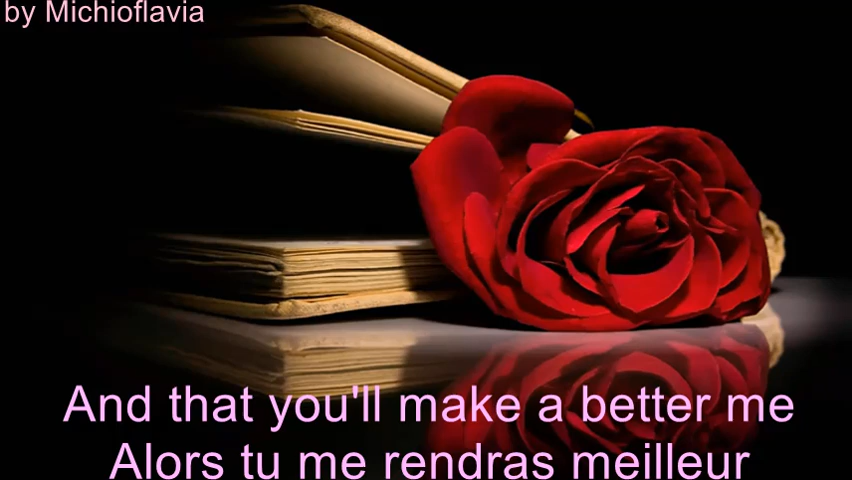 by Michioflavia
And that you'll make a better me
Alors tu me rendras meilleur